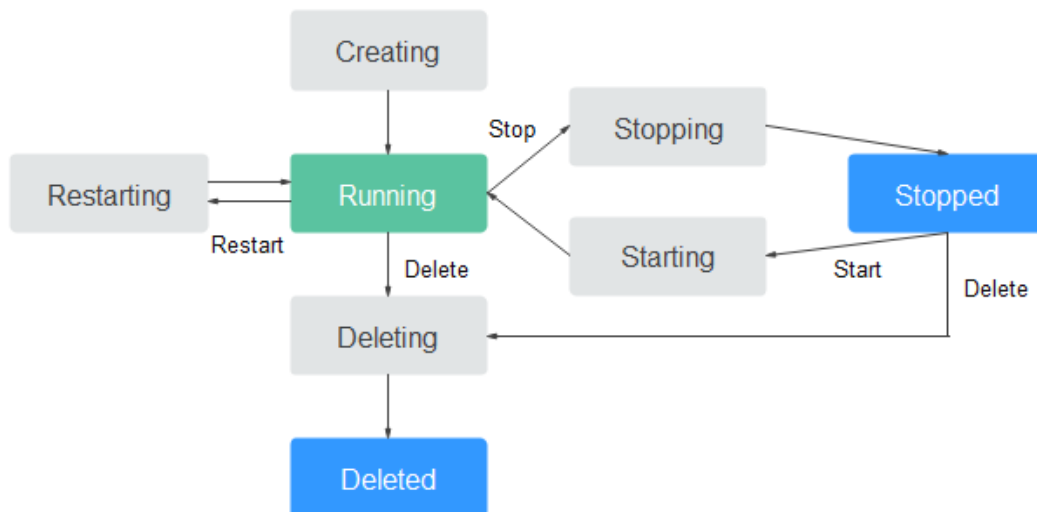 Creating
Stop
Stopping
Restarting
Running
Stopped
Restart
Starting
Start
Delete
Delete
Deleting
Deleted